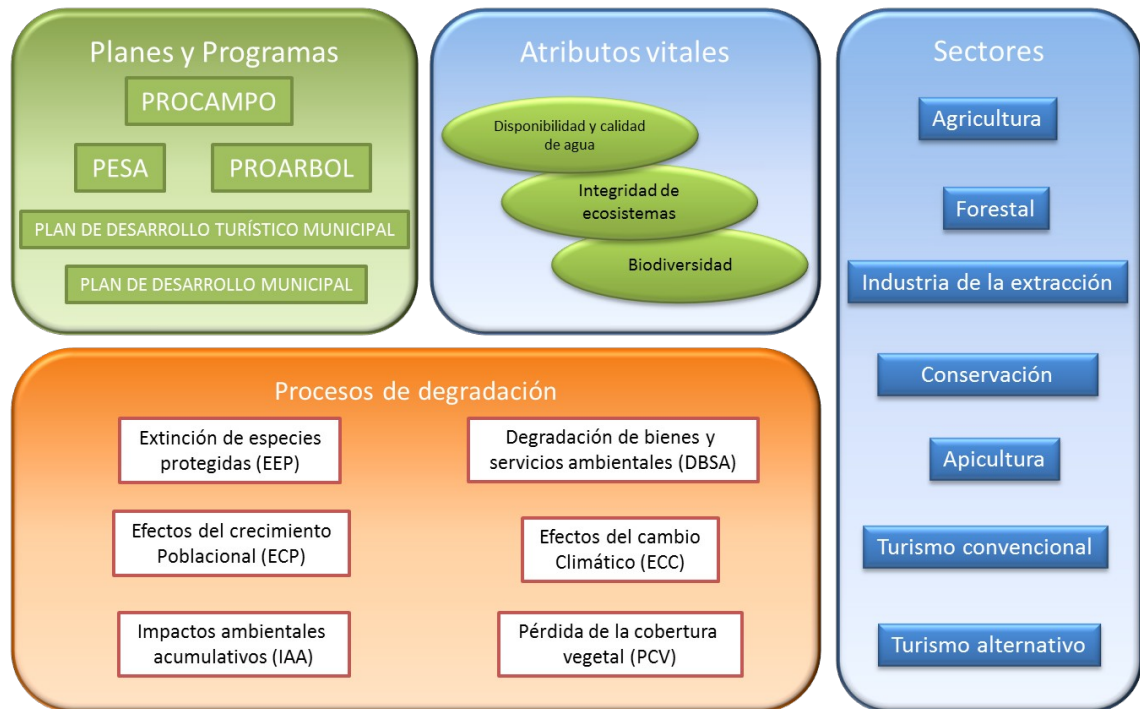 Planes y Programas
PROCAMPO
PESA
PROARBOL
PLAN DE DESARROLLO TURÍSTICO MUNICIPAL
PLAN DE DESARROLLO MUNICIPAL
Atributos vitales
Disponibilidad y calidad
de agua
Integridad de
ecosistemas
Biodiversidad
Sectores
Agricultura
Forestal
Industria de la extracción
Conservación
Apicultura
Turismo convencional
Turismo alternativo
Procesos de degradación
Extinción de especies
protegidas (EEP)
Degradación de bienes y
servicios ambientales (DBSA)
Efectos del crecimiento
Poblacional (ECP)
Efectos del cambio
Climático (ECC)
Impactos ambientales
acumulativos (IAA)
Pérdida de la cobertura
vegetal (PCV)